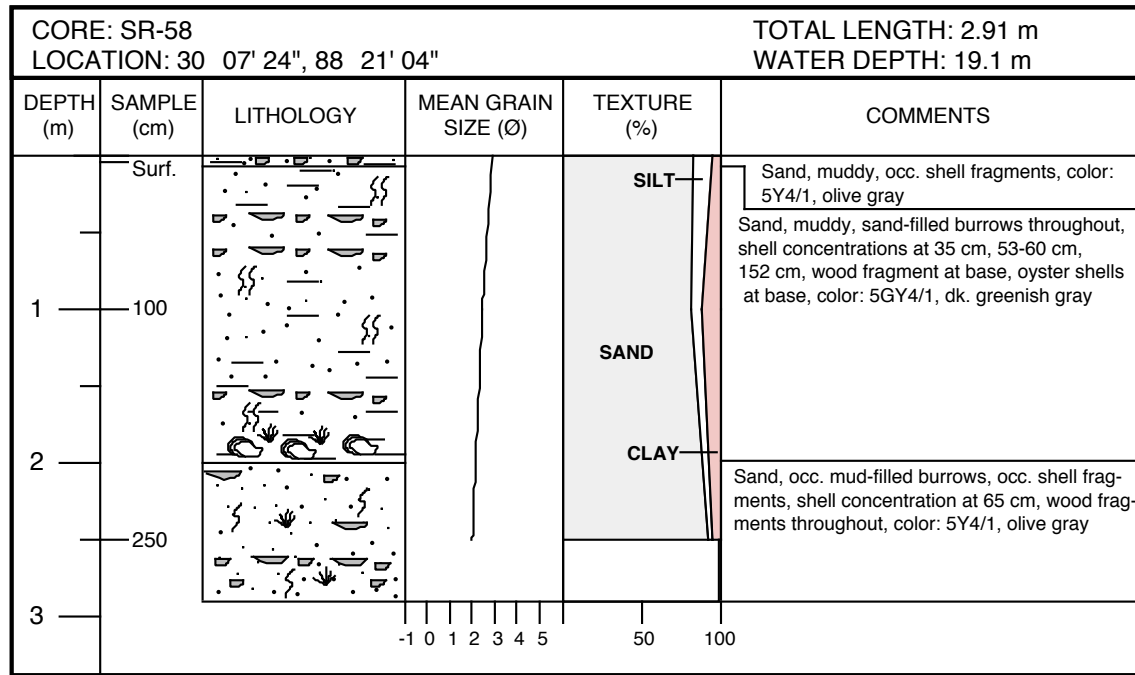 CORE: SR-58
TOTAL LENGTH: 2.91 m
LOCATION: 30 07' 24", 88 21' 04"
WATER DEPTH: 19.1 m
DEPTH
(m)
SAMPLE
(cm)
LITHOLOGY
MEAN GRAIN
SIZE (Ø)
TEXTURE
(%)
COMMENTS
Surf.
SILT
Sand, muddy, occ. shell fragments, color:
5Y4/1, olive gray
Sand, muddy, sand-filled burrows throughout,
shell concentrations at 35 cm, 53-60 cm,
152 cm, wood fragment at base, oyster shells
at base, color: 5GY4/1, dk. greenish gray
1
100
SAND
CLAY
2
Sand, occ. mud-filled burrows, occ. shell frag-
ments, shell concentration at 65 cm, wood frag-
ments throughout, color: 5Y4/1, olive gray
250
3
-1 0 1 2 3 4 5
50 100